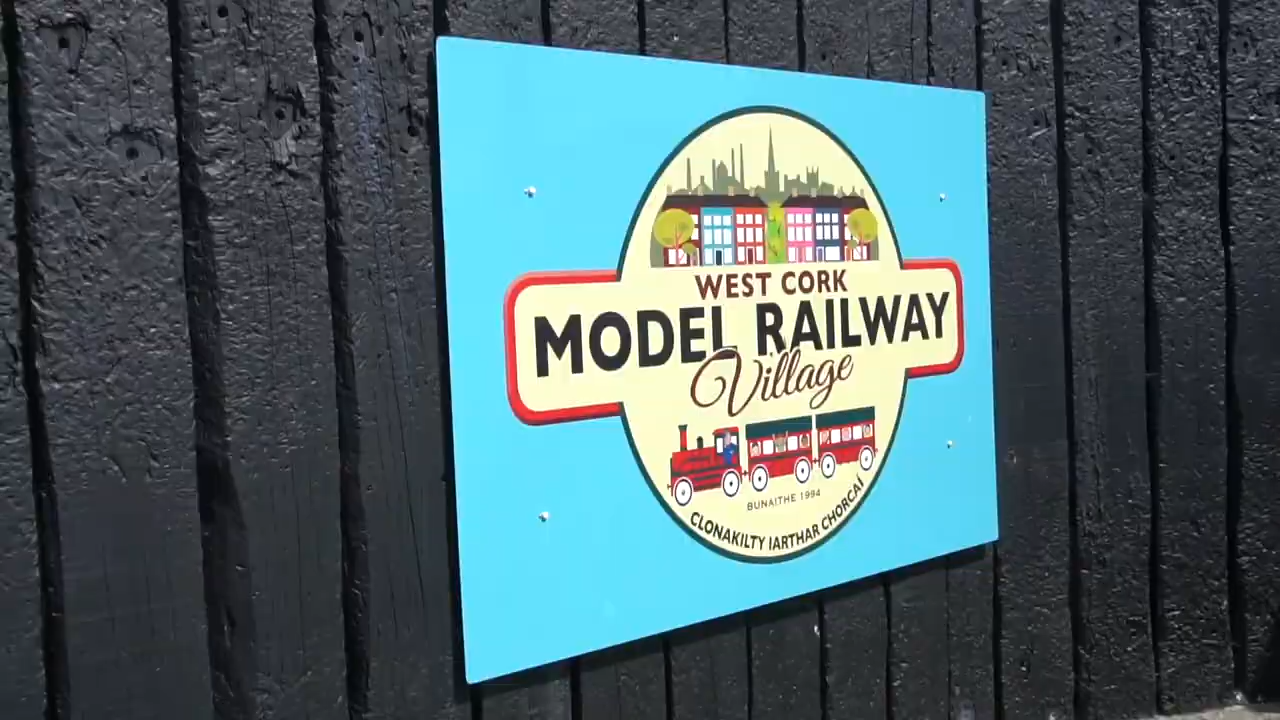 WEST CORK
MODEL RAILWAY
Village
BUNAITHE 1994
CLONAKILTY IARTHAR CHORCAÍ